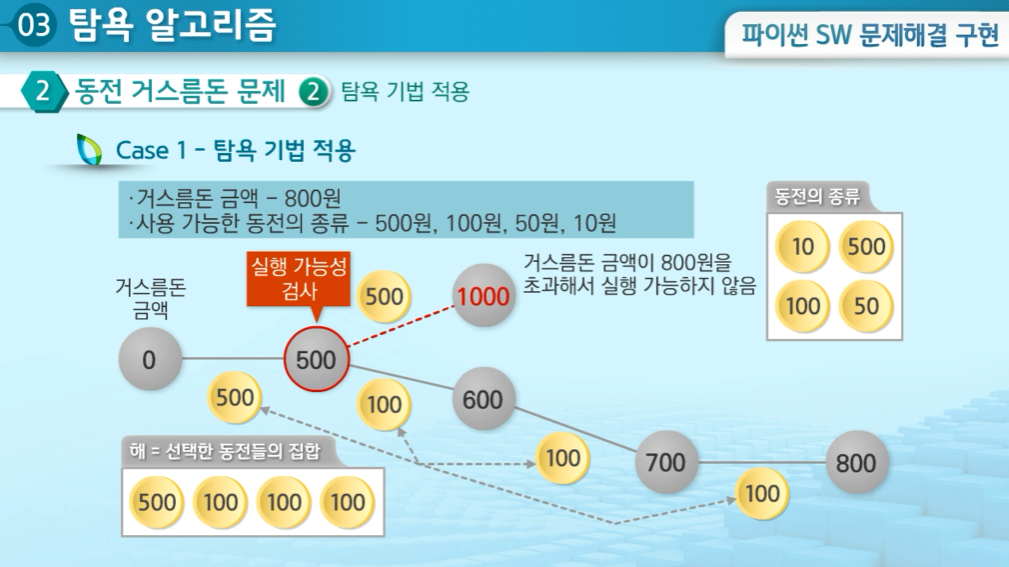 03 탐욕 알고리즘
파이썬 SW 문제해결 구현
2 동전 거스름돈 문제 2 탐욕 기법 적용
Case 1 - 탐욕 기법 적용
·거스름돈 금액 - 800원
·사용 가능한 동전의 종류 - 500원, 100원, 50원, 10원
동전의 종류
10 500
100 50
실행 가능성
검사
거스름돈
금액
500
1000
거스름돈 금액이 800원을
초과해서 실행 가능하지 않음
0
500
500
100
600
100
700
800
100
해 = 선택한 동전들의 집합
500 100 100 100